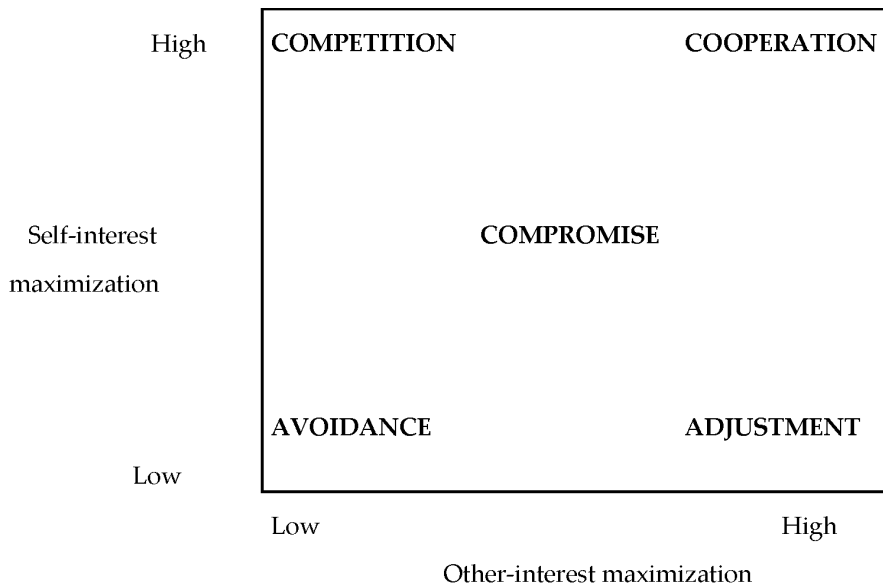 High COMPETITION COOPERATION
Self-interest COMPROMISE
maximization
AVOIDANCE ADJUSTMENT
Low
Low High
Other-interest maximization